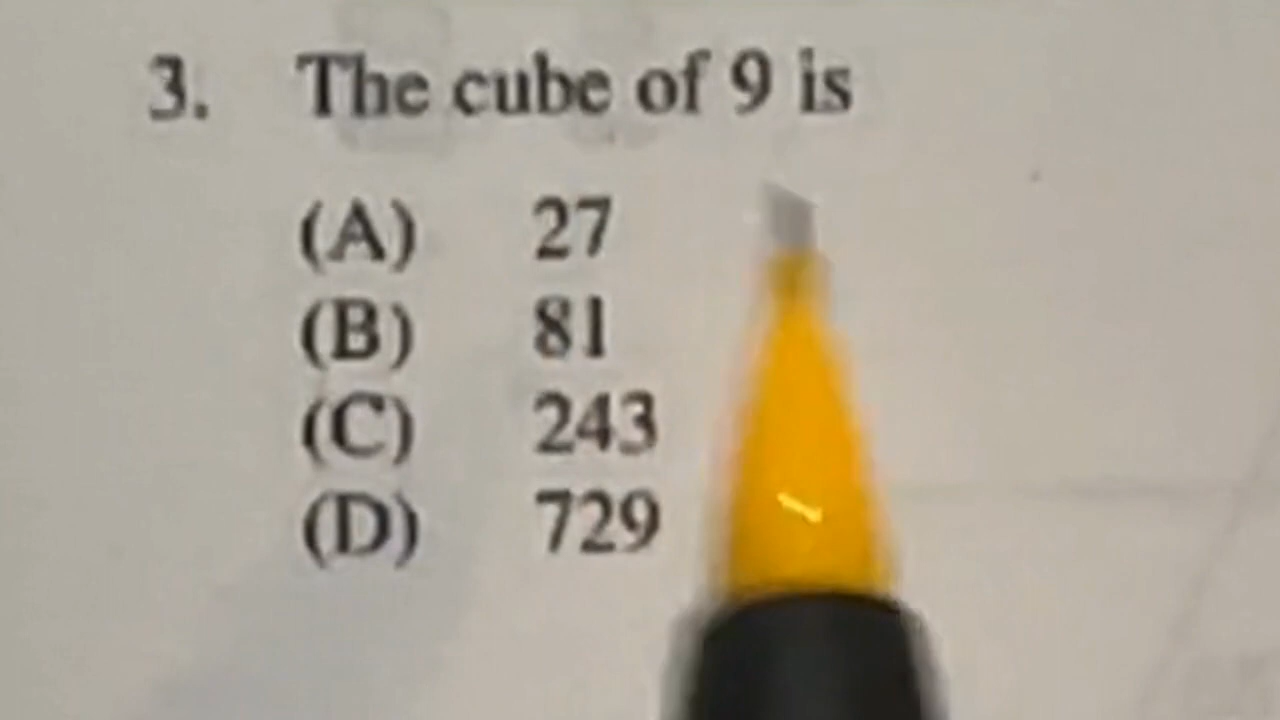 3. The cube of 9 is
(A) 27
(B) 81
(C) 243
(D) 729